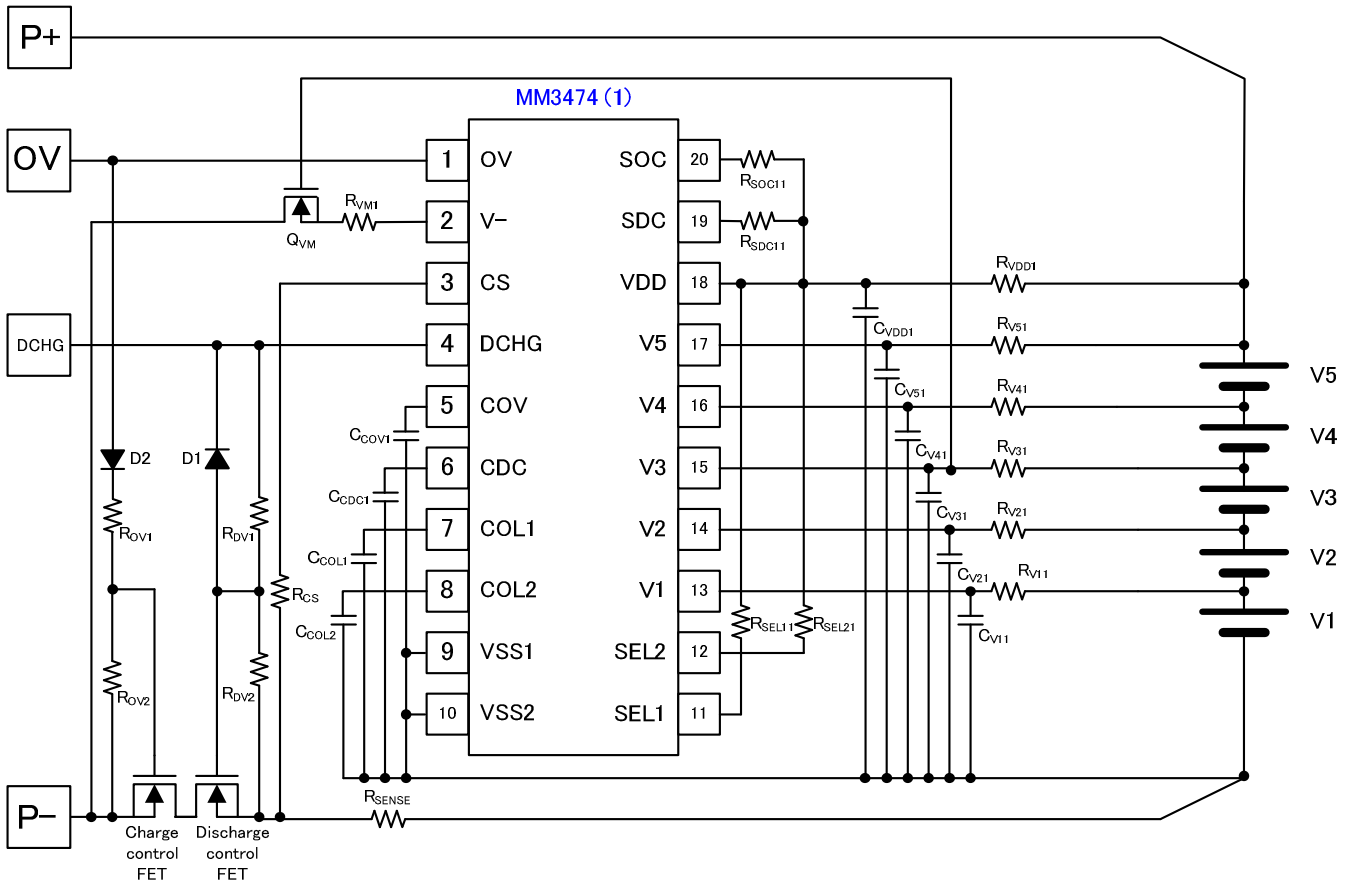 P+
MM3474(1)
OV
1 OV
SOC 20
RSOC11
RVM1
QVM
2 V-
SDC 19
RSDC11
3 CS
VDD 18
RVDD1
CVDD1
DCHG
4 DCHG
V5 17
RV51
CV51
V5
5 COV
CCOV1
V4 16
RV41
CV41
V4
D2
D1
6 CDC
CCDC1
V3 15
RV31
CV31
V3
ROV1
RDV1
7 COL1
CCOL1
V2 14
RV21
CV21
V2
RCS
8 COL2
CCOL2
V1 13
RV11
CV11
V1
RSEL11
RSEL21
9 VSS1
SEL2 12
ROV2
RDV2
10 VSS2
SEL1 11
P-
RSENSE
Charge
control
FET
Discharge
control
FET